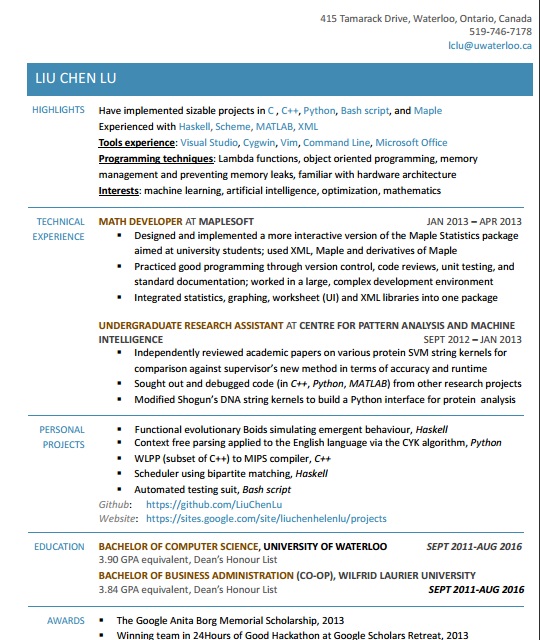 415 Tamarack Drive, Waterloo, Ontario, Canada
519-746-7178
lclu@uwaterloo.ca
LIU CHEN LU
HIGHLIGHTS Have implemented sizable projects in C , C++, Python, Bash script, and Maple
Experienced with Haskell, Scheme, MATLAB, XML
Tools experience: Visual Studio, Cygwin, Vim, Command Line, Microsoft Office
Programming techniques: Lambda functions, object oriented programming, memory
management and preventing memory leaks, familiar with hardware architecture
Interests: machine learning, artificial intelligence, optimization, mathematics
TECHNICAL EXPERIENCE
MATH DEVELOPER AT MAPLESOFT JAN 2013 – APR 2013
▪ Designed and implemented a more interactive version of the Maple Statistics package
aimed at university students; used XML, Maple and derivatives of Maple
▪ Practiced good programming through version control, code reviews, unit testing, and
standard documentation; worked in a large, complex development environment
▪ Integrated statistics, graphing, worksheet (UI) and XML libraries into one package
UNDERGRADUATE RESEARCH ASSISTANT AT CENTRE FOR PATTERN ANALYSIS AND MACHINE
INTELLIGENCE SEPT 2012 – JAN 2013
▪ Independently reviewed academic papers on various protein SVM string kernels for
comparison against supervisor's new method in terms of accuracy and runtime
▪ Sought out and debugged code (in C++, Python, MATLAB) from other research projects
▪ Modified Shogun's DNA string kernels to build a Python interface for protein analysis
PERSONAL PROJECTS
▪ Functional evolutionary Boids simulating emergent behaviour, Haskell
▪ Context free parsing applied to the English language via the CYK algorithm, Python
▪ WLPP (subset of C++) to MIPS compiler, C++
▪ Scheduler using bipartite matching, Haskell
▪ Automated testing suit, Bash script
Github: https://github.com/LiuChenLu
Website: https://sites.google.com/site/liuchenhelenlu/projects
EDUCATION BACHELOR OF COMPUTER SCIENCE, UNIVERSITY OF WATERLOO SEPT 2011-AUG 2016
3.90 GPA equivalent, Dean's Honour List
BACHELOR OF BUSINESS ADMINISTRATION (CO-OP), WILFRID LAURIER UNIVERSITY
3.84 GPA equivalent, Dean's Honour List SEPT 2011-AUG 2016
AWARDS ▪ The Google Anita Borg Memorial Scholarship, 2013
▪ Winning team in 24Hours of Good Hackathon at Google Scholars Retreat, 2013